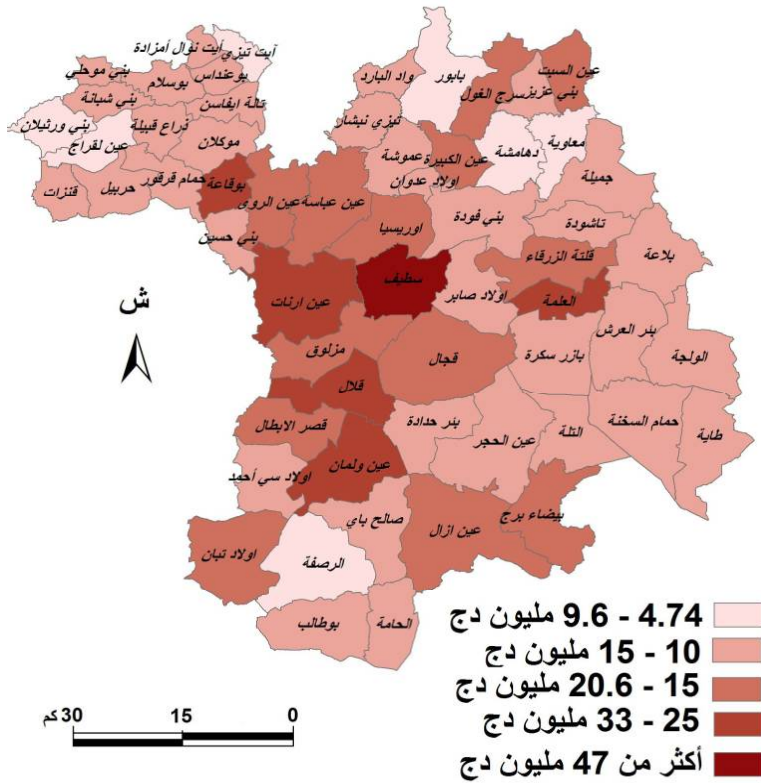 آيت تيزي
آيت نوال أمزادة
بوعنداس
بني موحلي
بوسلام
بني شبانة
تالة ايفاسن
ذراع قبيلة
بني ورثيلان
عين لقراج
موكلان
قنزات
حربيل
حمام قرقور
بوقاعة
بني حسين
عين الروى
عين عباسة
واد البارد
بابور
تيزي نبشار
عموشة
عين الكبيرة
اولاد عدوان
سرج الغول
بني عزيز
عين السبت
معاوية
دهامشة
جميلة
تاشودة
بني فودة
اوريسيا
سطيف
عين ارنات
اولاد صابر
قلتة الزرقاء
العلمة
بلاعة
بئر العرش
الولجة
بازر سكرة
مزلوق
قجال
قلال
قصر الابطال
عين ولمان
اولاد سي أحمد
بئر حدادة
عين الحجر
التلة
حمام السخنة
طاية
صالح باي
عين ازال
بيضاء برج
اولاد تبان
الرصفة
بوطالب
الحامة
ش
4.74 - 9.6 مليون دج
10 - 15 مليون دج
15 - 20.6 مليون دج
25 - 33 مليون دج
أكثر من 47 مليون دج
0 15 30 كم